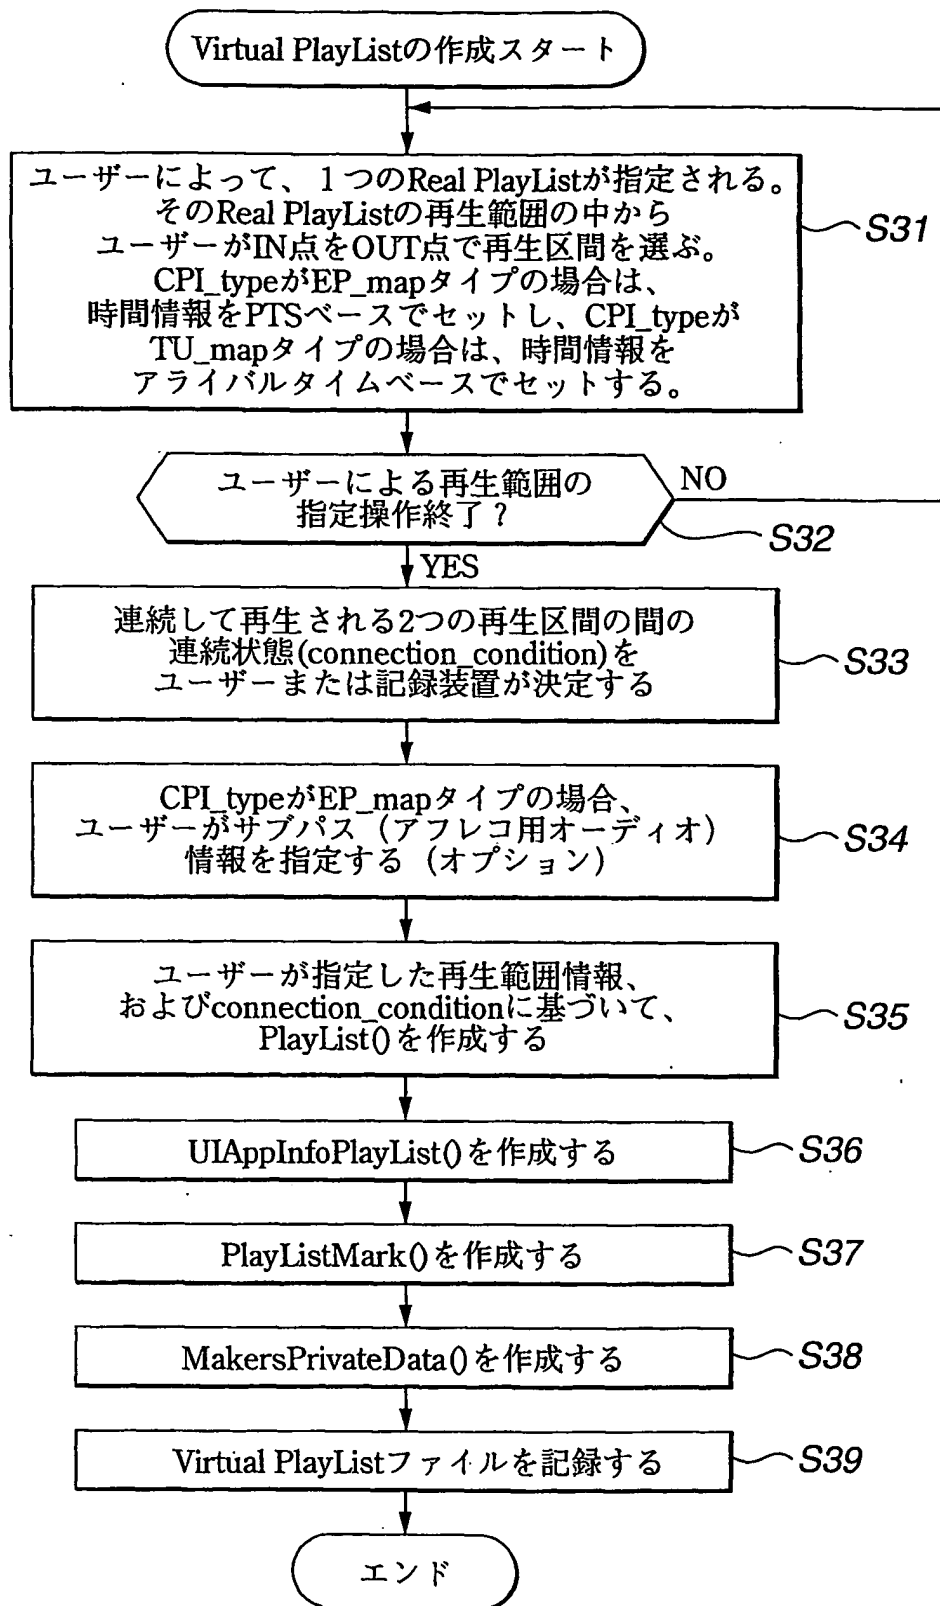 Virtual PlayListの作成スタート
ユーザーによって、1つのReal PlayListが指定される。
そのReal PlayListの再生範囲の中から
ユーザーがIN点をOUT点で再生区間を選ぶ。
CPI_typeがEP_mapタイプの場合は、
時間情報をPTSベースでセットし、CPI_typeが
TU_mapタイプの場合は、時間情報を
アライバルタイムベースでセットする。
S31
ユーザーによる再生範囲の
指定操作終了?
NO
S32
YES
連続して再生される2つの再生区間の間の
連続状態(connection_condition)を
ユーザーまたは記録装置が決定する
S33
CPI_typeがEP_mapタイプの場合、
ユーザーがサブパス(アフレコ用オーディオ)
情報を指定する(オプション)
S34
ユーザーが指定した再生範囲情報、
およびconnection_conditionに基づいて、
PlayList()を作成する
S35
UIAppInfoPlayList()を作成する
S36
PlayListMark()を作成する
S37
MakersPrivateData()を作成する
S38
Virtual PlayListファイルを記録する
S39
エンド